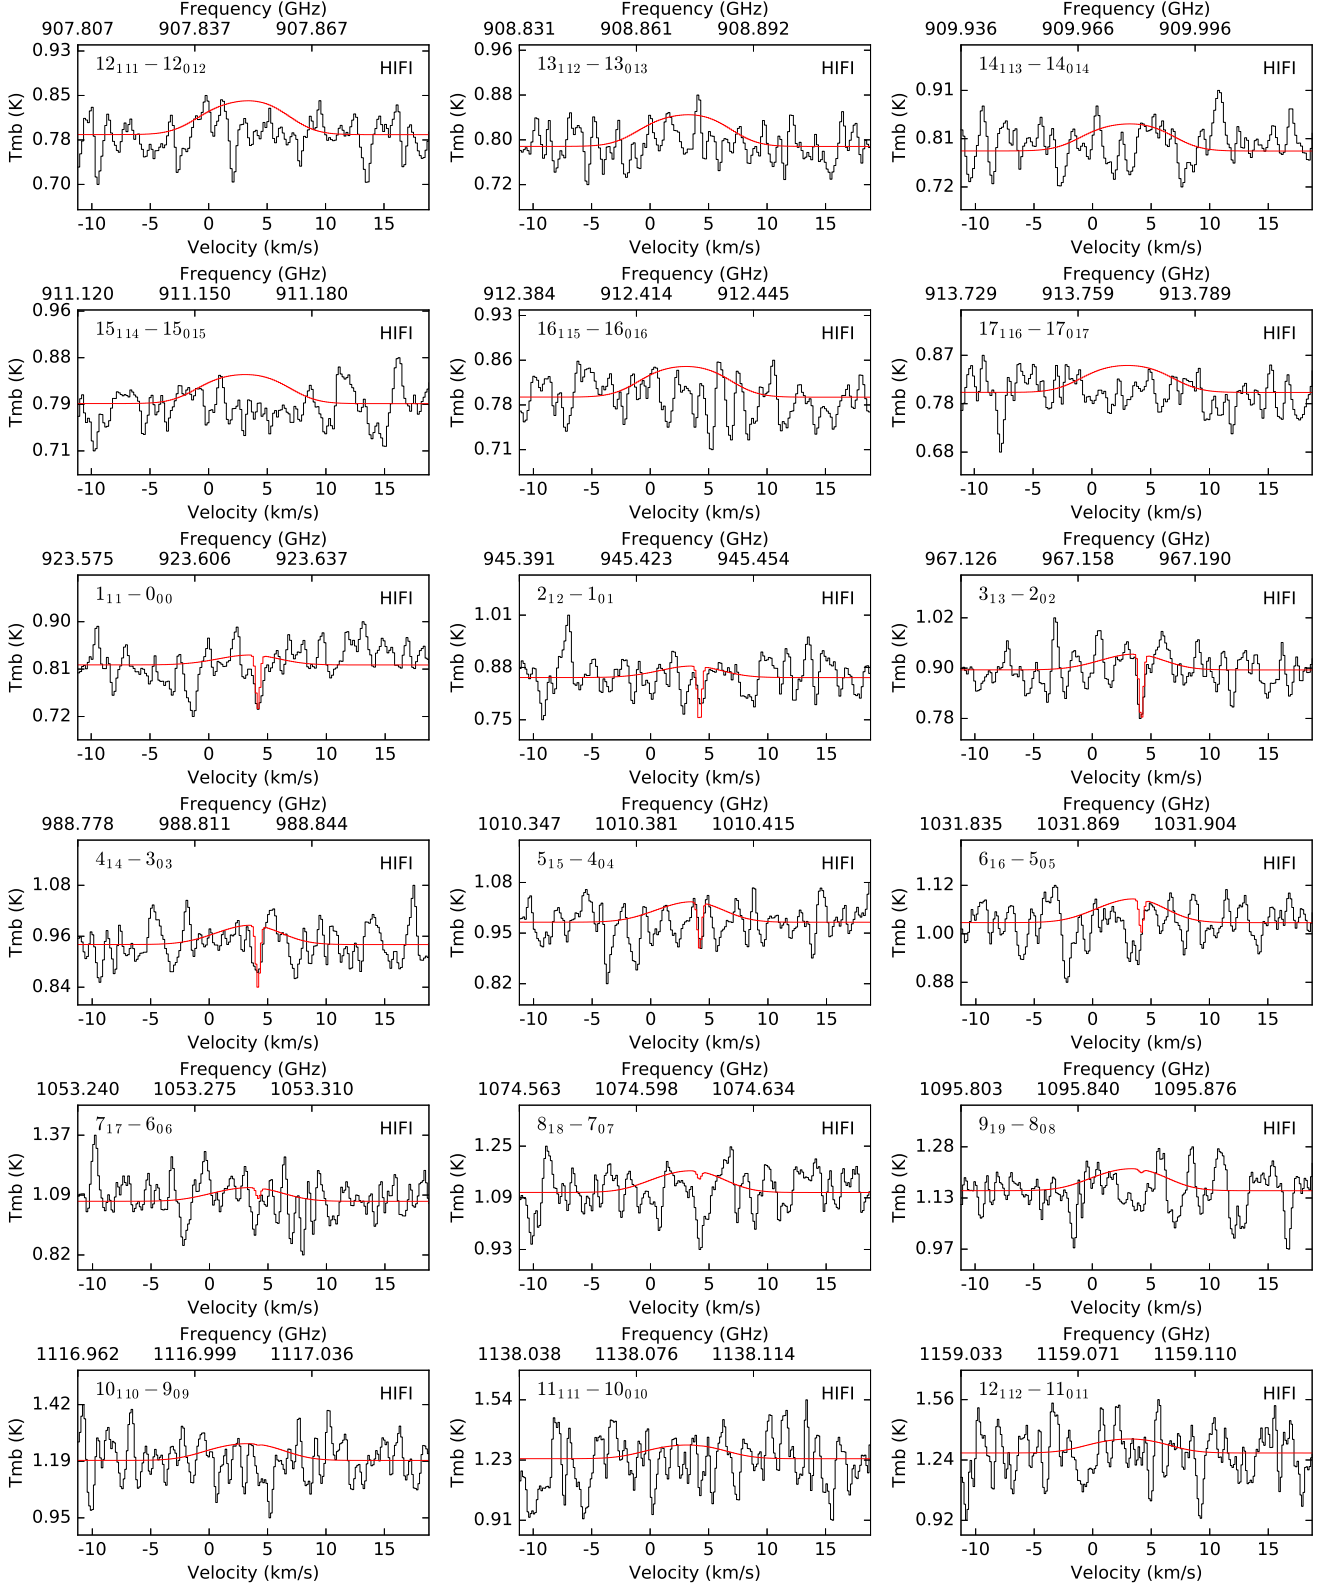 Frequency (GHz) Frequency (GHz) Frequency (GHz)
907.807 907.837 907.867 908.831 908.861 908.892 909.936 909.966 909.996
12₁₁₁ − 12₀₁₂ HIFI 13₁₁₂ − 13₀₁₃ HIFI 14₁₁₃ − 14₀₁₄ HIFI
Tmb (K) 0.93 0.85 0.78 0.70 Tmb (K) 0.96 0.88 0.80 0.72 Tmb (K) 0.91 0.81 0.72
-10 -5 0 5 10 15 -10 -5 0 5 10 15 -10 -5 0 5 10 15
Velocity (km/s) Velocity (km/s) Velocity (km/s)
Frequency (GHz) Frequency (GHz) Frequency (GHz)
911.120 911.150 911.180 912.384 912.414 912.445 913.729 913.759 913.789
15₁₁₄ − 15₀₁₅ HIFI 16₁₁₅ − 16₀₁₆ HIFI 17₁₁₆ − 17₀₁₇ HIFI
Tmb (K) 0.96 0.88 0.79 0.71 Tmb (K) 0.93 0.86 0.78 0.71 Tmb (K) 0.87 0.78 0.68
-10 -5 0 5 10 15 -10 -5 0 5 10 15 -10 -5 0 5 10 15
Velocity (km/s) Velocity (km/s) Velocity (km/s)
Frequency (GHz) Frequency (GHz) Frequency (GHz)
923.575 923.606 923.637 945.391 945.423 945.454 967.126 967.158 967.190
1₁₁ − 0₀₀ HIFI 2₁₂ − 1₀₁ HIFI 3₁₃ − 2₀₂ HIFI
Tmb (K) 0.90 0.81 0.72 Tmb (K) 1.01 0.88 0.75 Tmb (K) 1.02 0.90 0.78
-10 -5 0 5 10 15 -10 -5 0 5 10 15 -10 -5 0 5 10 15
Velocity (km/s) Velocity (km/s) Velocity (km/s)
Frequency (GHz) Frequency (GHz) Frequency (GHz)
988.778 988.811 988.844 1010.347 1010.381 1010.415 1031.835 1031.869 1031.904
4₁₄ − 3₀₃ HIFI 5₁₅ − 4₀₄ HIFI 6₁₆ − 5₀₅ HIFI
Tmb (K) 1.08 0.96 0.84 Tmb (K) 1.08 0.95 0.82 Tmb (K) 1.12 1.00 0.88
-10 -5 0 5 10 15 -10 -5 0 5 10 15 -10 -5 0 5 10 15
Velocity (km/s) Velocity (km/s) Velocity (km/s)
Frequency (GHz) Frequency (GHz) Frequency (GHz)
1053.240 1053.275 1053.310 1074.563 1074.598 1074.634 1095.803 1095.840 1095.876
7₁₇ − 6₀₆ HIFI 8₁₈ − 7₀₇ HIFI 9₁₉ − 8₀₈ HIFI
Tmb (K) 1.37 1.09 0.82 Tmb (K) 1.25 1.09 0.93 Tmb (K) 1.28 1.13 0.97
-10 -5 0 5 10 15 -10 -5 0 5 10 15 -10 -5 0 5 10 15
Velocity (km/s) Velocity (km/s) Velocity (km/s)
Frequency (GHz) Frequency (GHz) Frequency (GHz)
1116.962 1116.999 1117.036 1138.038 1138.076 1138.114 1159.033 1159.071 1159.110
10₁₁₀ − 9₀₉ HIFI 11₁₁₁ − 10₀₁₀ HIFI 12₁₁₂ − 11₀₁₁ HIFI
Tmb (K) 1.42 1.19 0.95 Tmb (K) 1.54 1.23 0.91 Tmb (K) 1.56 1.24 0.92
-10 -5 0 5 10 15 -10 -5 0 5 10 15 -10 -5 0 5 10 15
Velocity (km/s) Velocity (km/s) Velocity (km/s)